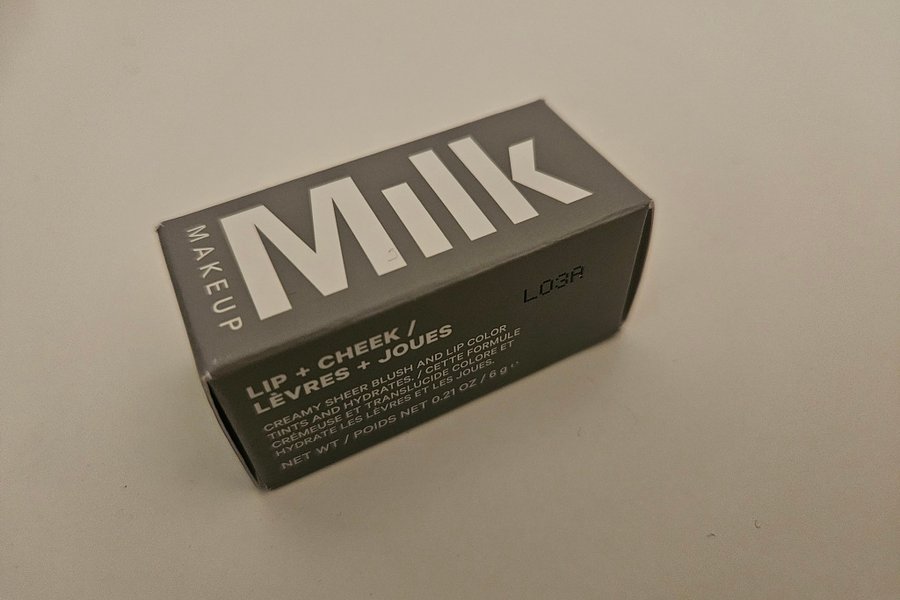 Milk
MAKEUP
L03A
LIP + CHEEK /
LÈVRES + JOUES
CREAMY SHEER BLUSH AND LIP COLOR
TINTS AND HYDRATES. / CETTE FORMULE
CRÉMEUSE ET TRANSLUCIDE COLORE ET
HYDRATE LES LÈVRES ET LES JOUES.
NET WT / POIDS NET 0.21 OZ / 6 g